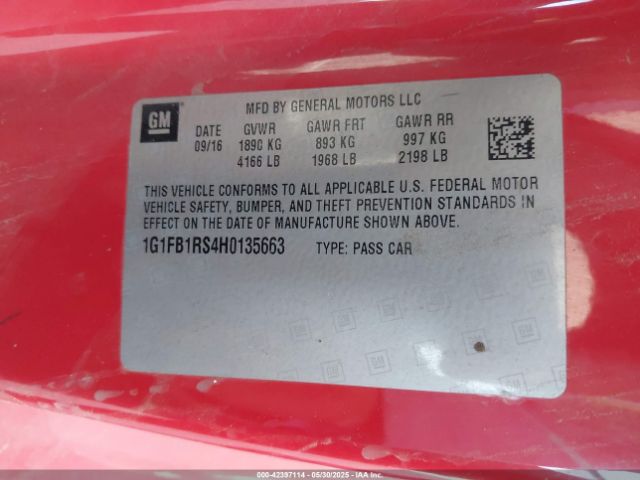 GM
MFD BY GENERAL MOTORS LLC
DATE GVWR GAWR FRT GAWR RR
09/16 1890 KG 893 KG 997 KG
4166 LB 1968 LB 2198 LB
THIS VEHICLE CONFORMS TO ALL APPLICABLE U.S. FEDERAL MOTOR
VEHICLE SAFETY, BUMPER, AND THEFT PREVENTION STANDARDS IN
EFFECT ON THE DATE OF MANUFACTURE SHOWN ABOVE.
1G1FB1RS4H0135663 TYPE: PASS CAR
000-42397114 - 05/30/2025 - COPYRIGHT IAA, LLC.